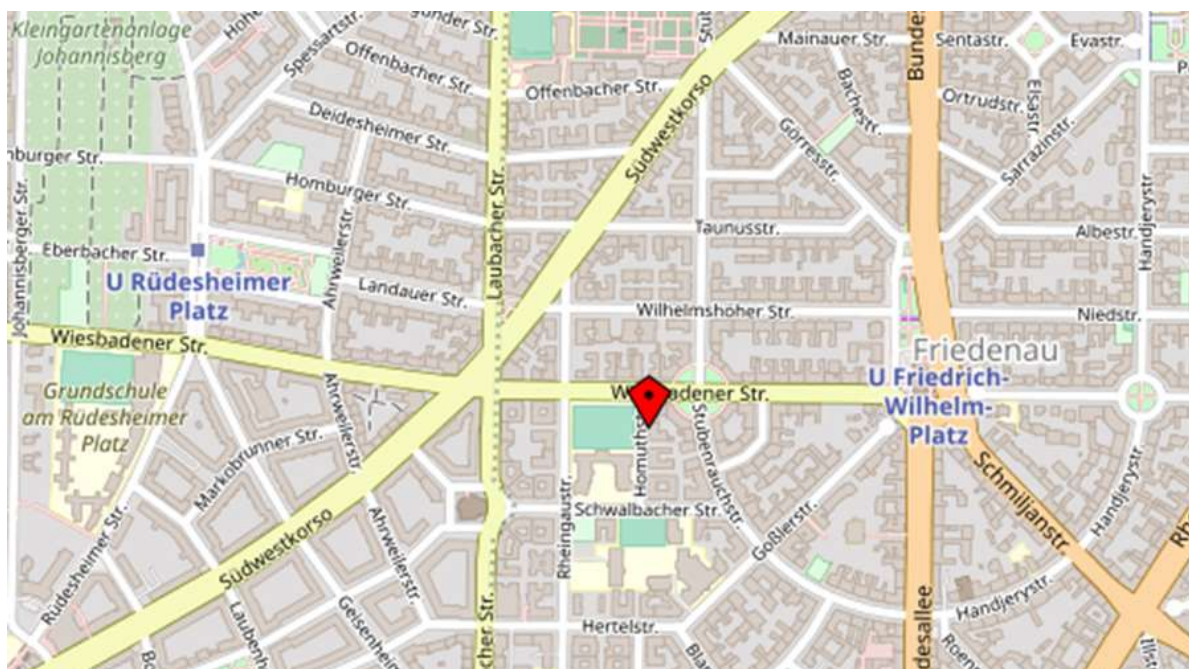 Kleingartenanlage
Johannisberg
Spessartstr.
Offenbacher Str.
Deidesheimer Str.
Homburger Str.
Offenbacher Str.
Südwestkorso
Mainauer Str.
Sentastr.
Evastr.
Bachestr.
Ortrudstr.
Elsastr.
Görresstr.
Sarrazinstr.
Johannisberger Str.
Eberbacher Str.
U Rüdesheimer
Platz
Ahrweilerstr.
Landauer Str.
Laubacher Str.
Taunusstr.
Albestr.
Handjerystr.
Wilhelmshöher Str.
Niedstr.
Friedenau
U Friedrich-
Wilhelm-
Platz
Wiesbadener Str.
Grundschule
am Rüdesheimer
Platz
Markobrunner Str.
Ahrweilerstr.
Stubenrauchstr.
Schwalbacher Str.
Rheingaustr.
Goßlerstr.
Schmiljanstr.
Handjerystr.
Rüdesheimer Str.
Südwestkorso
Ahrweilerstr.
Hertelstr.
Handjerystr.